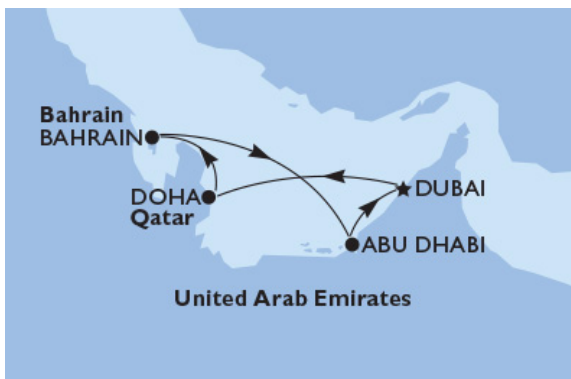 Bahrain
BAHRAIN
DOHA
Qatar
DUBAI
ABU DHABI
United Arab Emirates